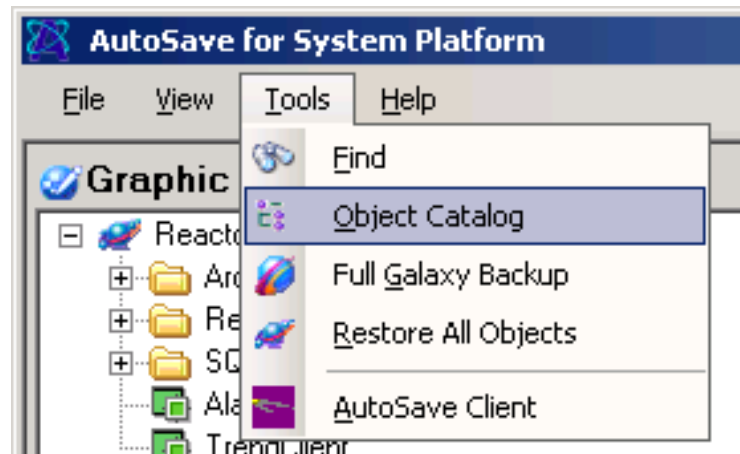 AutoSave for System Platform
File View Tools Help
Graphic
Find
Object Catalog
Full Galaxy Backup
Restore All Objects
AutoSave Client